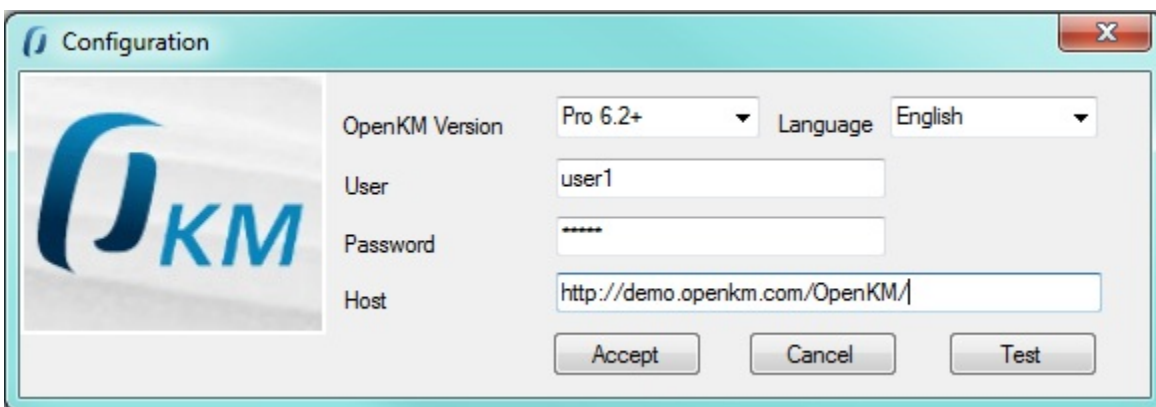 Configuration
OKM
OpenKM Version Pro 6.2+ Language English
User user1
Password *****
Host http://demo.openkm.com/OpenKM/
Accept Cancel Test